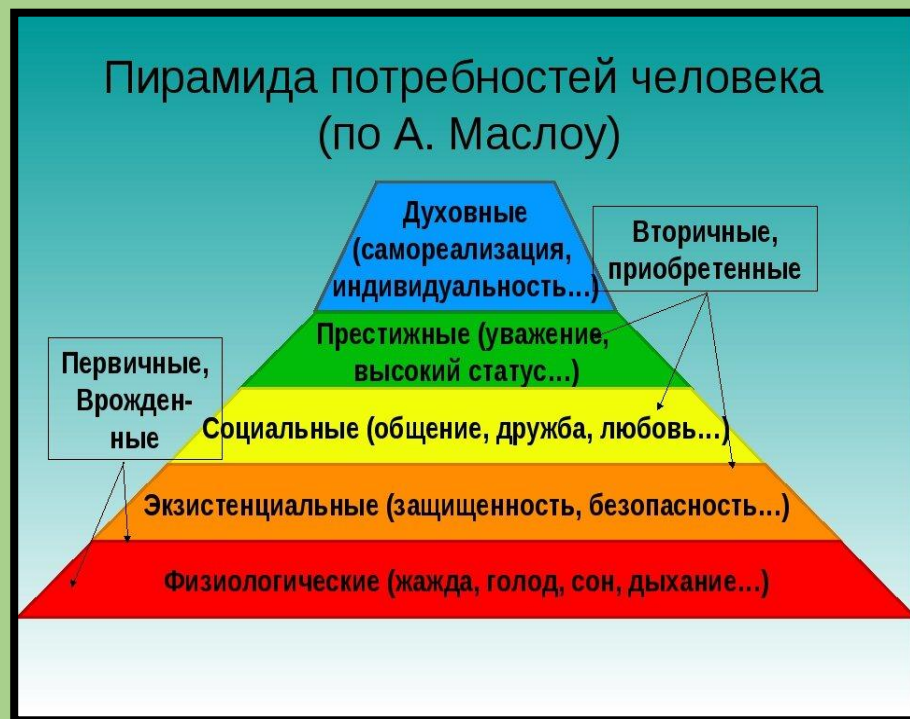 Пирамида потребностей человека
(по А. Маслоу)
Духовные
(самореализация,
индивидуальность...)
Вторичные,
приобретенные
Престижные (уважение,
высокий статус...)
Первичные,
Врожден-
ные
Социальные (общение, дружба, любовь...)
Экзистенциальные (защищенность, безопасность...)
Физиологические (жажда, голод, сон, дыхание...)